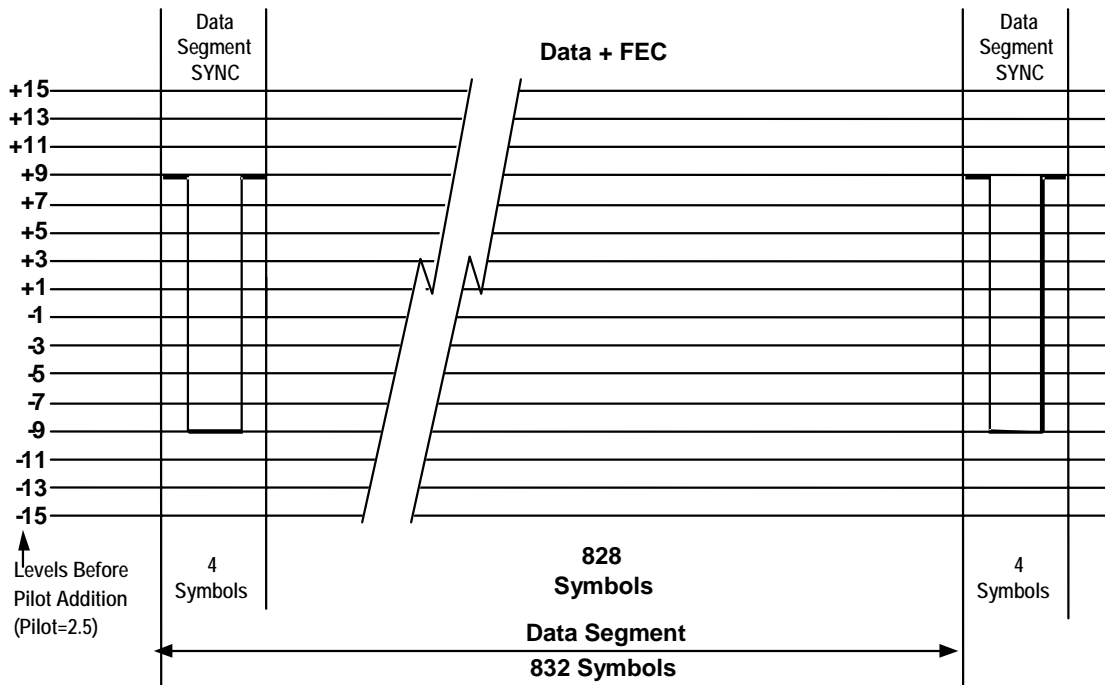 Data
Segment
SYNC
Data + FEC
Data
Segment
SYNC
+15
+13
+11
+9
+7
+5
+3
+1
-1
-3
-5
-7
-9
-11
-13
-15
Levels Before
Pilot Addition
(Pilot=2.5)
4
Symbols
828
Symbols
4
Symbols
Data Segment
832 Symbols